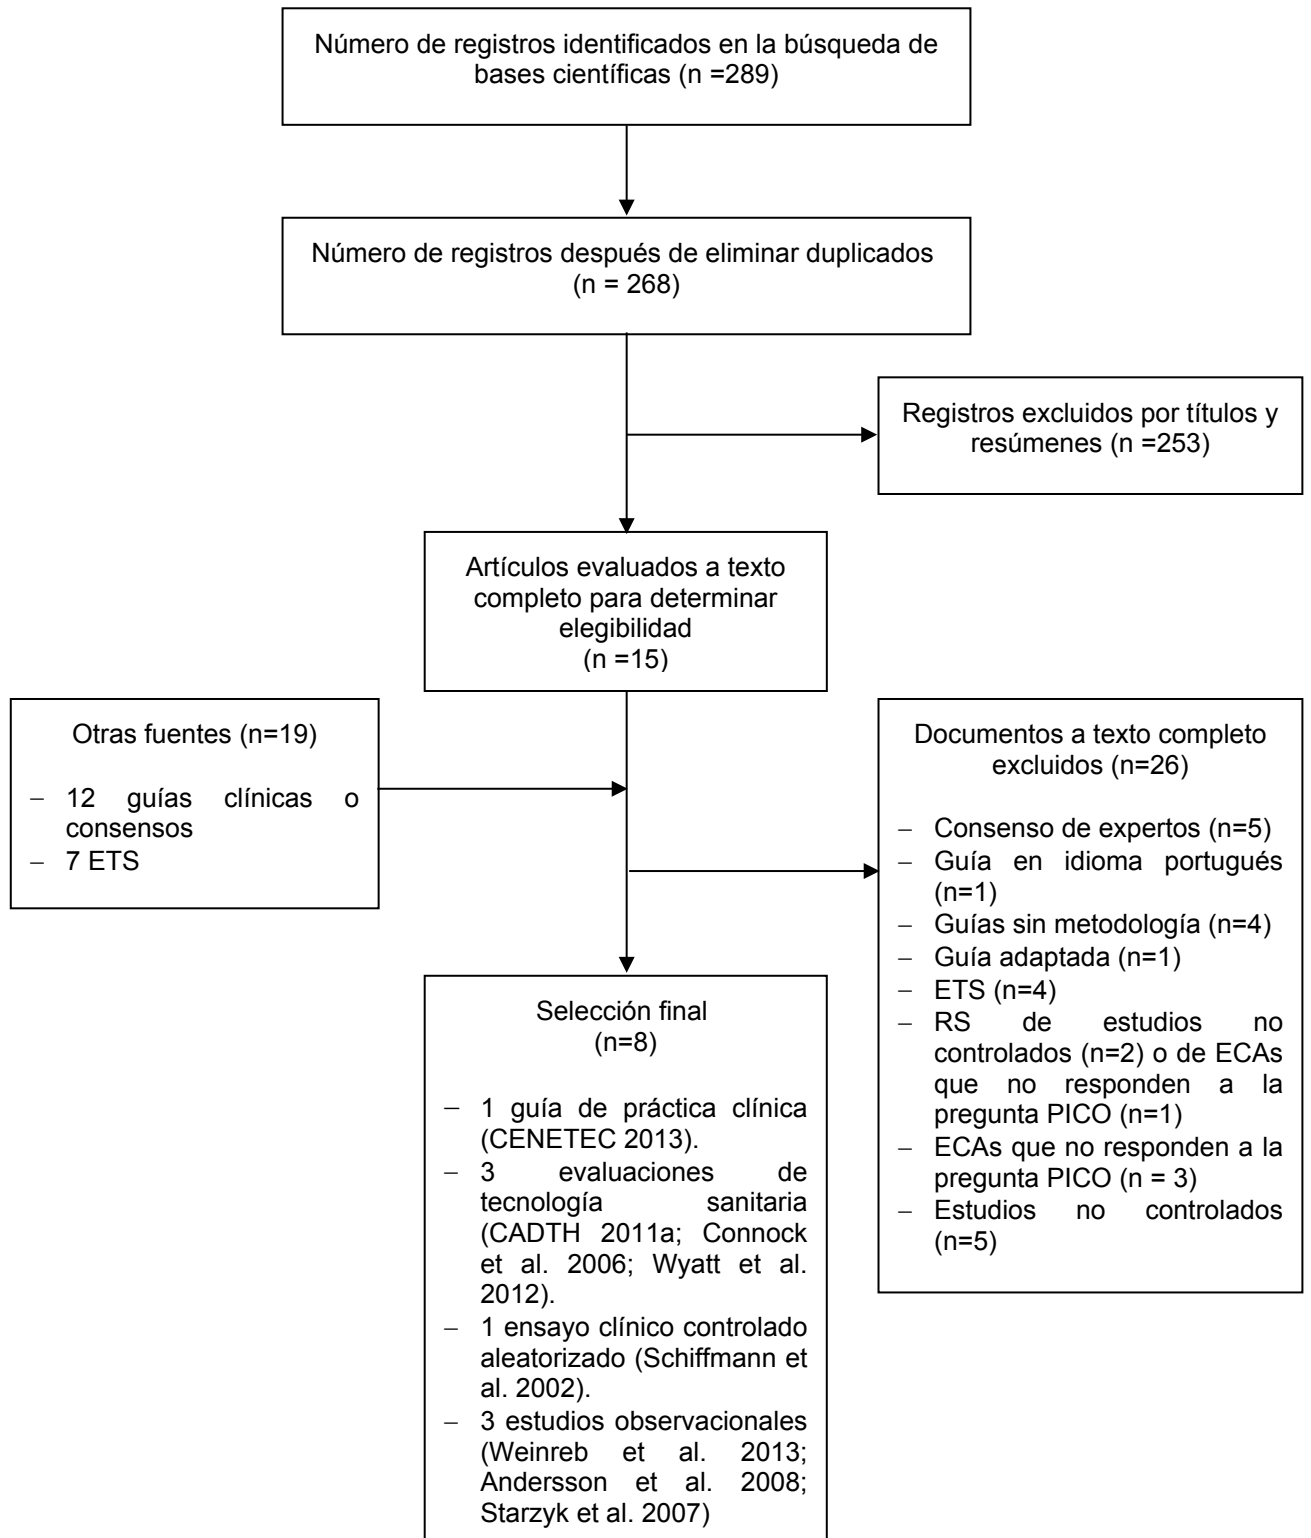 Número de registros identificados en la búsqueda de
bases científicas (n =289)
Número de registros después de eliminar duplicados
(n = 268)
Registros excluidos por títulos y
resúmenes (n =253)
Artículos evaluados a texto
completo para determinar
elegibilidad
(n =15)
Otras fuentes (n=19)
– 12 guías clínicas o
consensos
– 7 ETS
Documentos a texto completo
excluidos (n=26)
– Consenso de expertos (n=5)
– Guía en idioma portugués
(n=1)
– Guías sin metodología (n=4)
– Guía adaptada (n=1)
– ETS (n=4)
– RS de estudios no
controlados (n=2) o de ECAs
que no responden a la
pregunta PICO (n=1)
– ECAs que no responden a la
pregunta PICO (n = 3)
– Estudios no controlados
(n=5)
Selección final
(n=8)
– 1 guía de práctica clínica
(CENETEC 2013).
– 3 evaluaciones de
tecnología sanitaria
(CADTH 2011a; Connock
et al. 2006; Wyatt et al.
2012).
– 1 ensayo clínico controlado
aleatorizado (Schiffmann et
al. 2002).
– 3 estudios observacionales
(Weinreb et al. 2013;
Andersson et al. 2008;
Starzyk et al. 2007)